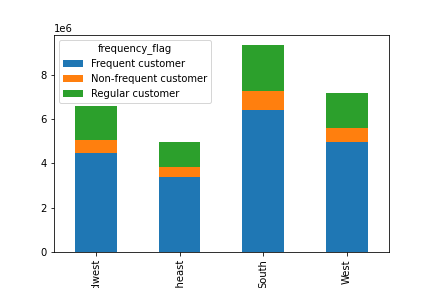 1e6
frequency_flag
Frequent customer
Non-frequent customer
Regular customer
8
6
4
2
0
dwest
heast
South
West